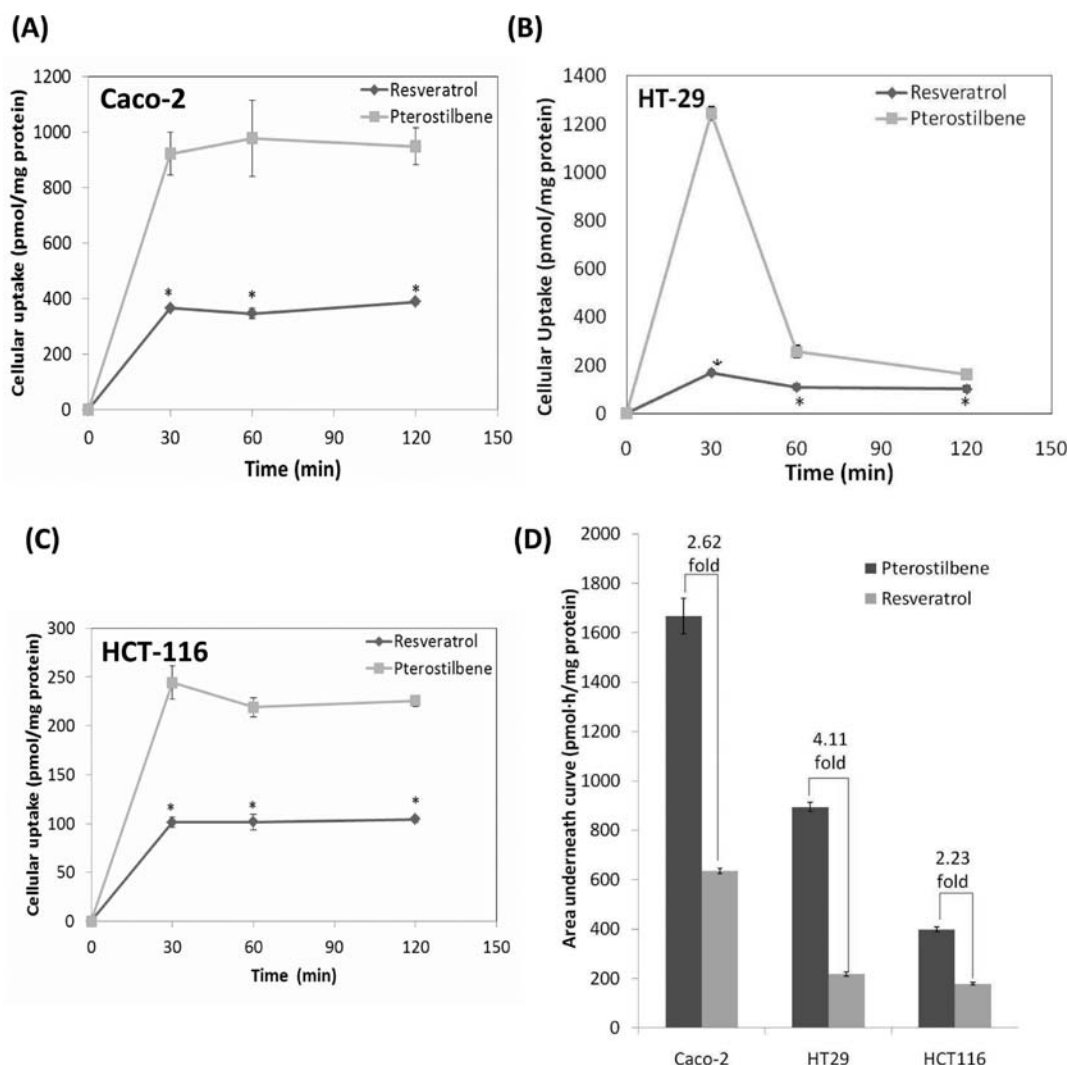 (A)
Caco-2
Resveratrol
Pterostilbene
Cellular uptake (pmol/mg protein)
1200
1000
800
600
400
200
0
*
*
*
0 30 60 90 120 150
Time (min)
(B)
HT-29
Resveratrol
Pterostilbene
Cellular Uptake (pmol/mg protein)
1400
1200
1000
800
600
400
200
0
*
*
*
0 30 60 90 120 150
Time (min)
(C)
HCT-116
Resveratrol
Pterostilbene
Cellular uptake (pmol/mg protein)
300
250
200
150
100
50
0
*
*
*
0 30 60 90 120 150
Time (min)
(D)
Pterostilbene
Resveratrol
Area underneath curve (pmol·h/mg protein)
2000
1800
1600
1400
1200
1000
800
600
400
200
0
2.62
fold
4.11
fold
2.23
fold
Caco-2 HT29 HCT116